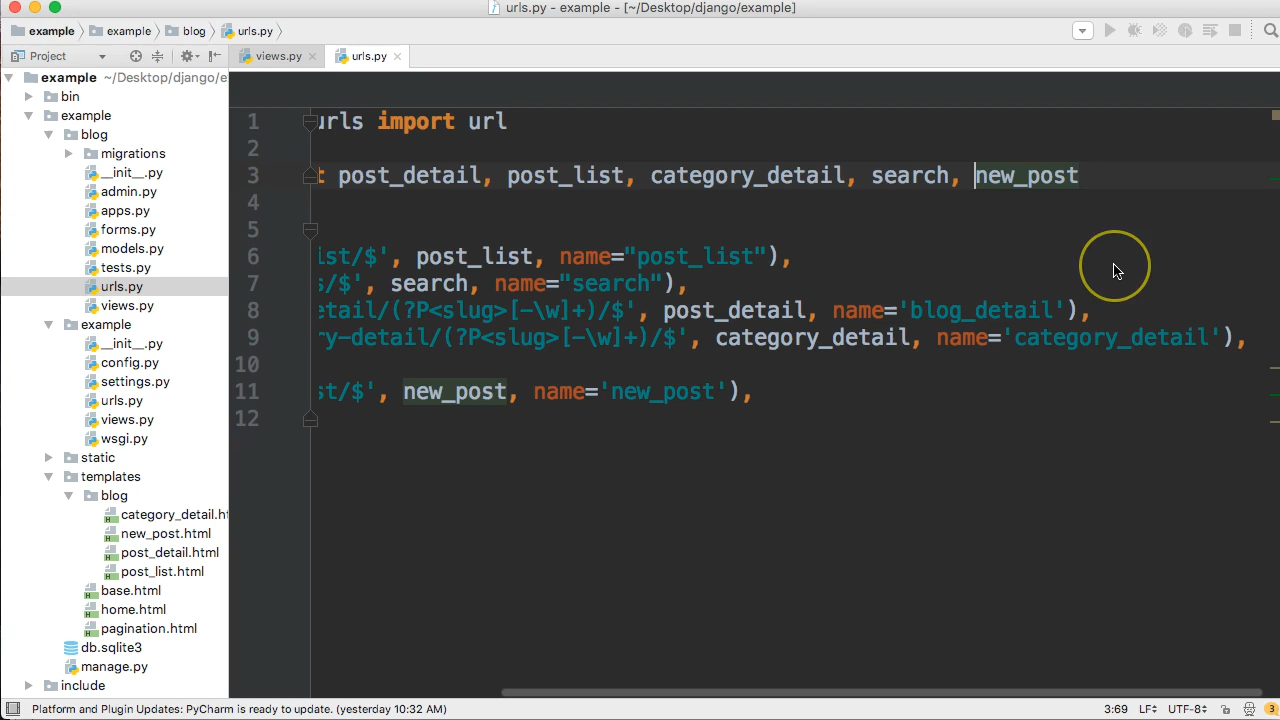 urls.py - example - [~/Desktop/django/example]
example example blog urls.py
Project views.py urls.py
example ~/Desktop/django/e
bin
example
blog
migrations
__init__.py
admin.py
apps.py
forms.py
models.py
tests.py
urls.py
views.py
example
__init__.py
config.py
settings.py
urls.py
views.py
wsgi.py
static
templates
blog
category_detail.ht
new_post.html
post_detail.html
post_list.html
base.html
home.html
pagination.html
db.sqlite3
manage.py
include
1 urls import url
2
3 t post_detail, post_list, category_detail, search, new_post
4
5
6 ist/$', post_list, name="post_list"),
7 /$', search, name="search"),
8 etail/(?P<slug>[-\w]+)/$', post_detail, name='blog_detail'),
9 ry-detail/(?P<slug>[-\w]+)/$', category_detail, name='category_detail'),
10
11 st/$', new_post, name='new_post'),
12
Platform and Plugin Updates: PyCharm is ready to update. (yesterday 10:32 AM) 3:69 LF UTF-8 3